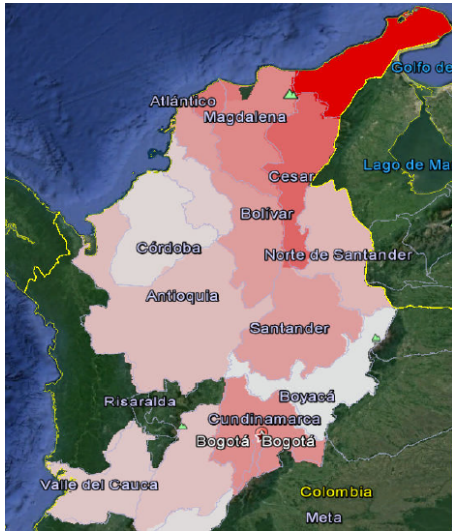 Golfo de
Atlántico
Magdalena
Lago de Ma
Cesar
Bolívar
Córdoba
Norte de Santander
Antioquia
Santander
Boyacá
Risaralda
Cundinamarca
Bogotá Bogotá
Valle del Cauca
Colombia
Meta